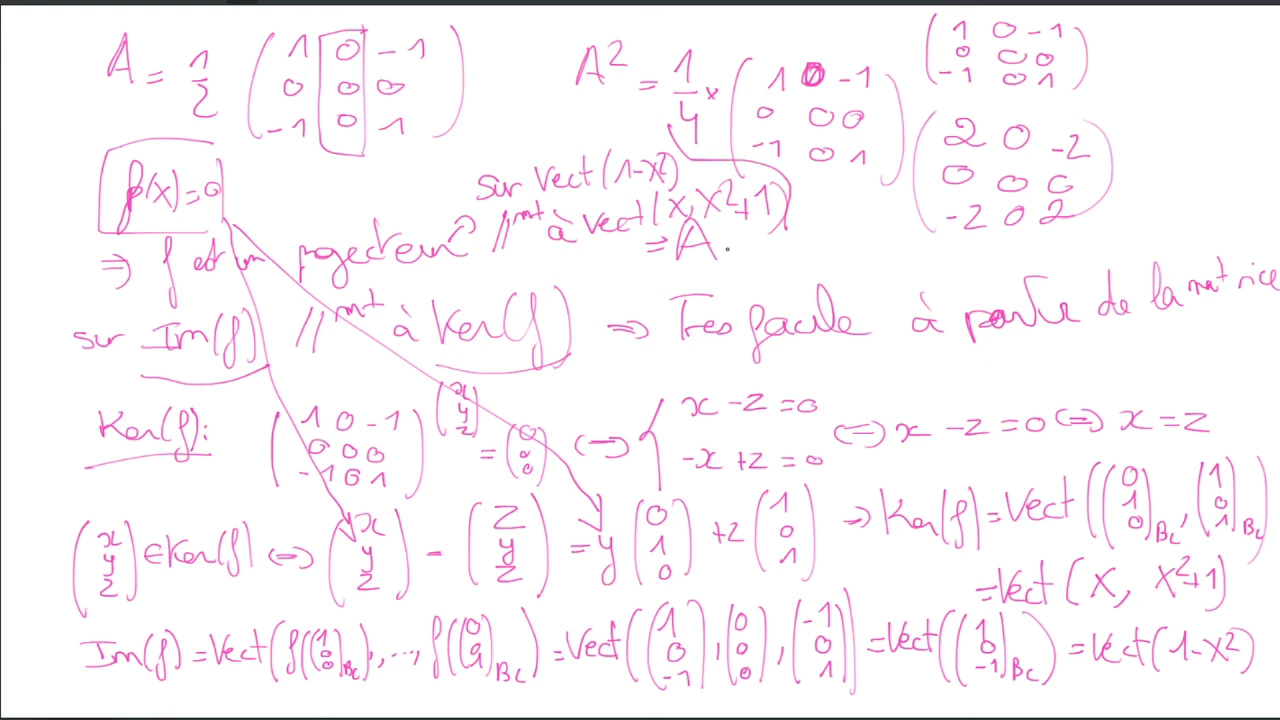 A = 1/2 (1 0 -1 ; 0 0 0 ; -1 0 1)
A² = 1/4 × (1 0 -1 ; 0 0 0 ; -1 0 1) (1 0 -1 ; 0 0 0 ; -1 0 1)
(2 0 -2 ; 0 0 0 ; -2 0 2)
f(X)=0
sur Vect(1-X²)
//mt à Vect(X, X²+1)
= A.
⇒ f est un projecteur
sur Im(f) //mt à Ker(f) ⇒ Tres facile à partir de la matrice
Ker(f): (1 0 -1 ; 0 0 0 ; -1 0 1) (x ; y ; z) = (0 ; 0 ; 0) ⇔ { x - z = 0 ; -x + z = 0 ⇔ x - z = 0 ⇔ x = z
(x ; y ; z) ∈ Ker(f) ⇔ (x ; y ; z) = (z ; y ; z) = y (0 ; 1 ; 0) + z (1 ; 0 ; 1) ⇒ Ker(f) = Vect((0 ; 1 ; 0)Bc, (1 ; 0 ; 1)Bc)
= Vect(X, X²+1)
Im(f) = Vect(f((1 ; 0 ; 0)Bc), ..., f((0 ; 0 ; 1)Bc) = Vect((1 ; 0 ; -1), (0 ; 0 ; 0), (-1 ; 0 ; 1)) = Vect((1 ; 0 ; -1)Bc) = Vect(1-X²)